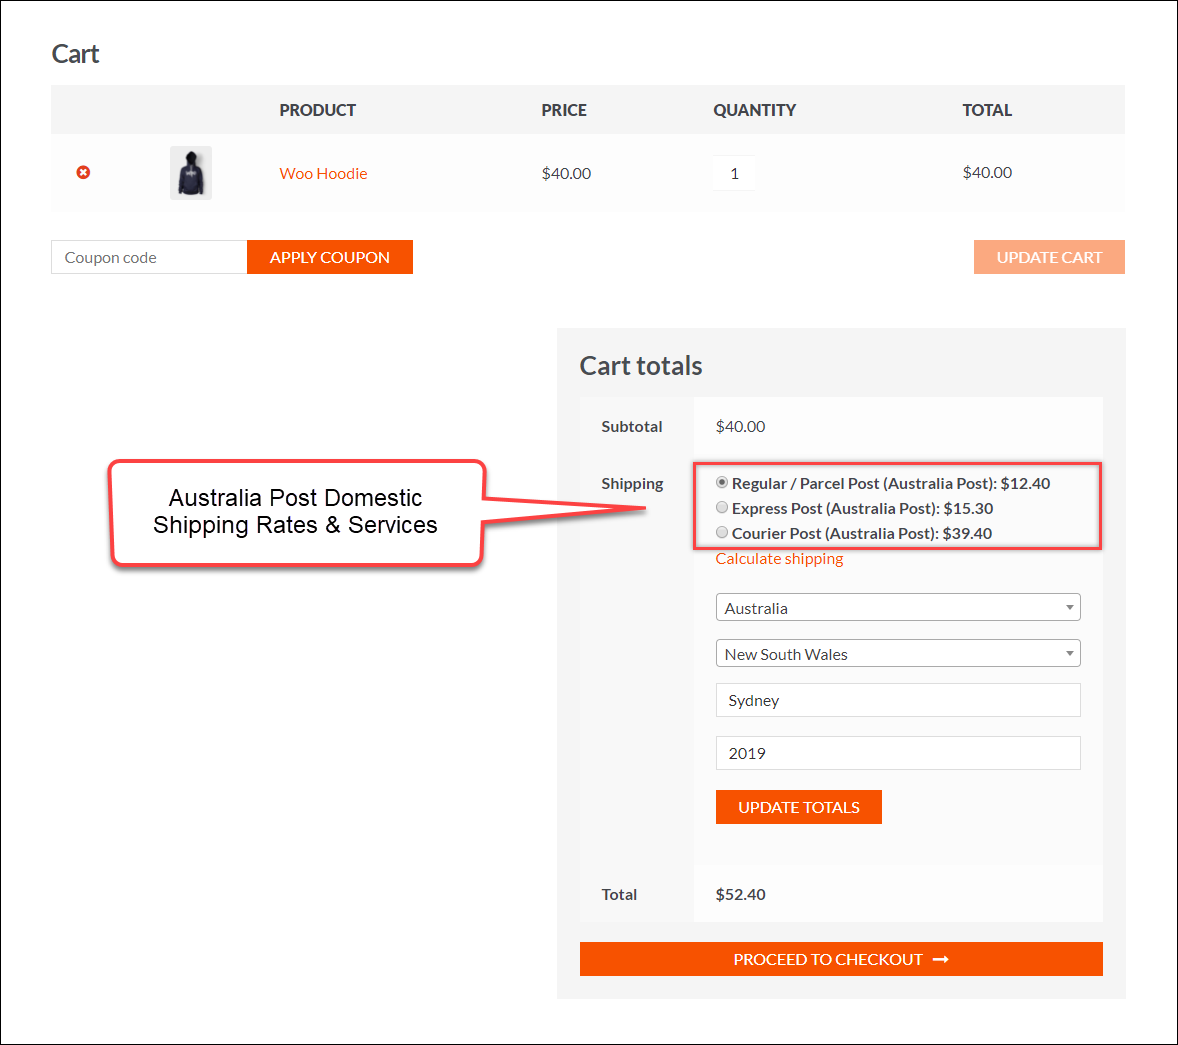 Cart
PRODUCT PRICE QUANTITY TOTAL
Woo Hoodie $40.00 1 $40.00
Coupon code APPLY COUPON UPDATE CART
Cart totals
Subtotal $40.00
Australia Post Domestic
Shipping Rates & Services
Shipping Regular / Parcel Post (Australia Post): $12.40
Express Post (Australia Post): $15.30
Courier Post (Australia Post): $39.40
Calculate shipping
Australia
New South Wales
Sydney
2019
UPDATE TOTALS
Total $52.40
PROCEED TO CHECKOUT →